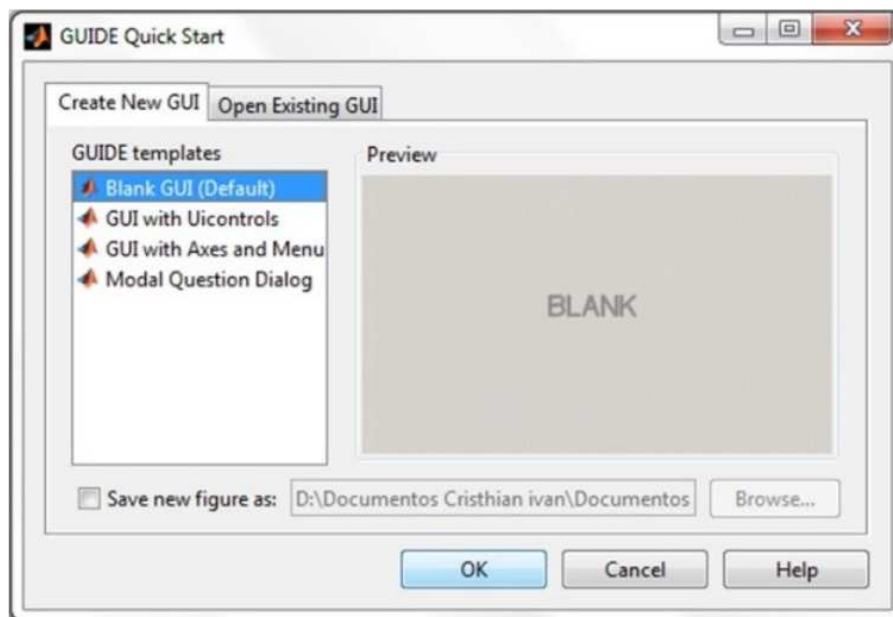 GUIDE Quick Start
Create New GUI
Open Existing GUI
GUIDE templates
Blank GUI (Default)
GUI with Uicontrols
GUI with Axes and Menu
Modal Question Dialog
Preview
BLANK
Save new figure as:
D:\Documentos Cristhian ivan\Documentos
Browse...
OK
Cancel
Help